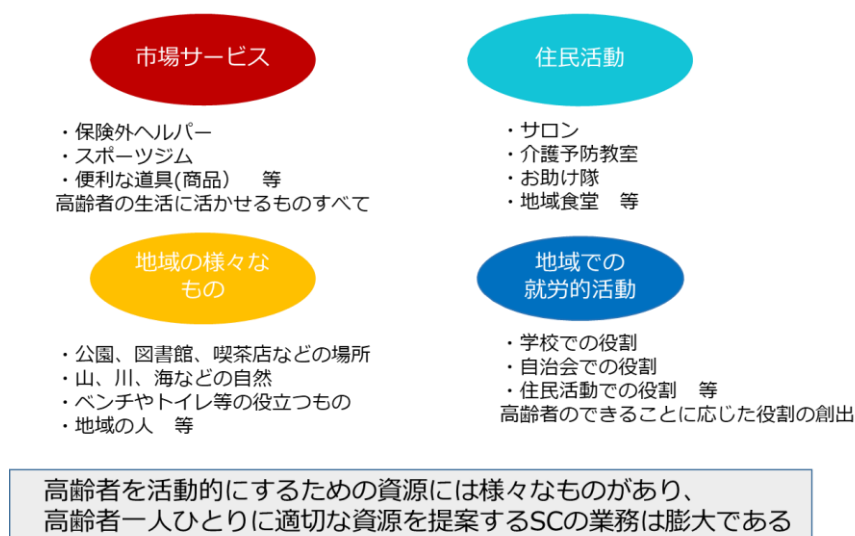 市場サービス
・保険外ヘルパー
・スポーツジム
・便利な道具(商品）　等
高齢者の生活に活かせるものすべて
住民活動
・サロン
・介護予防教室
・お助け隊
・地域食堂　等
地域の様々な
もの
・公園、図書館、喫茶店などの場所
・山、川、海などの自然
・ベンチやトイレ等の役立つもの
・地域の人　等
地域での
就労的活動
・学校での役割
・自治会での役割
・住民活動での役割　等
高齢者のできることに応じた役割の創出
高齢者を活動的にするための資源には様々なものがあり、
高齢者一人ひとりに適切な資源を提案するSCの業務は膨大である